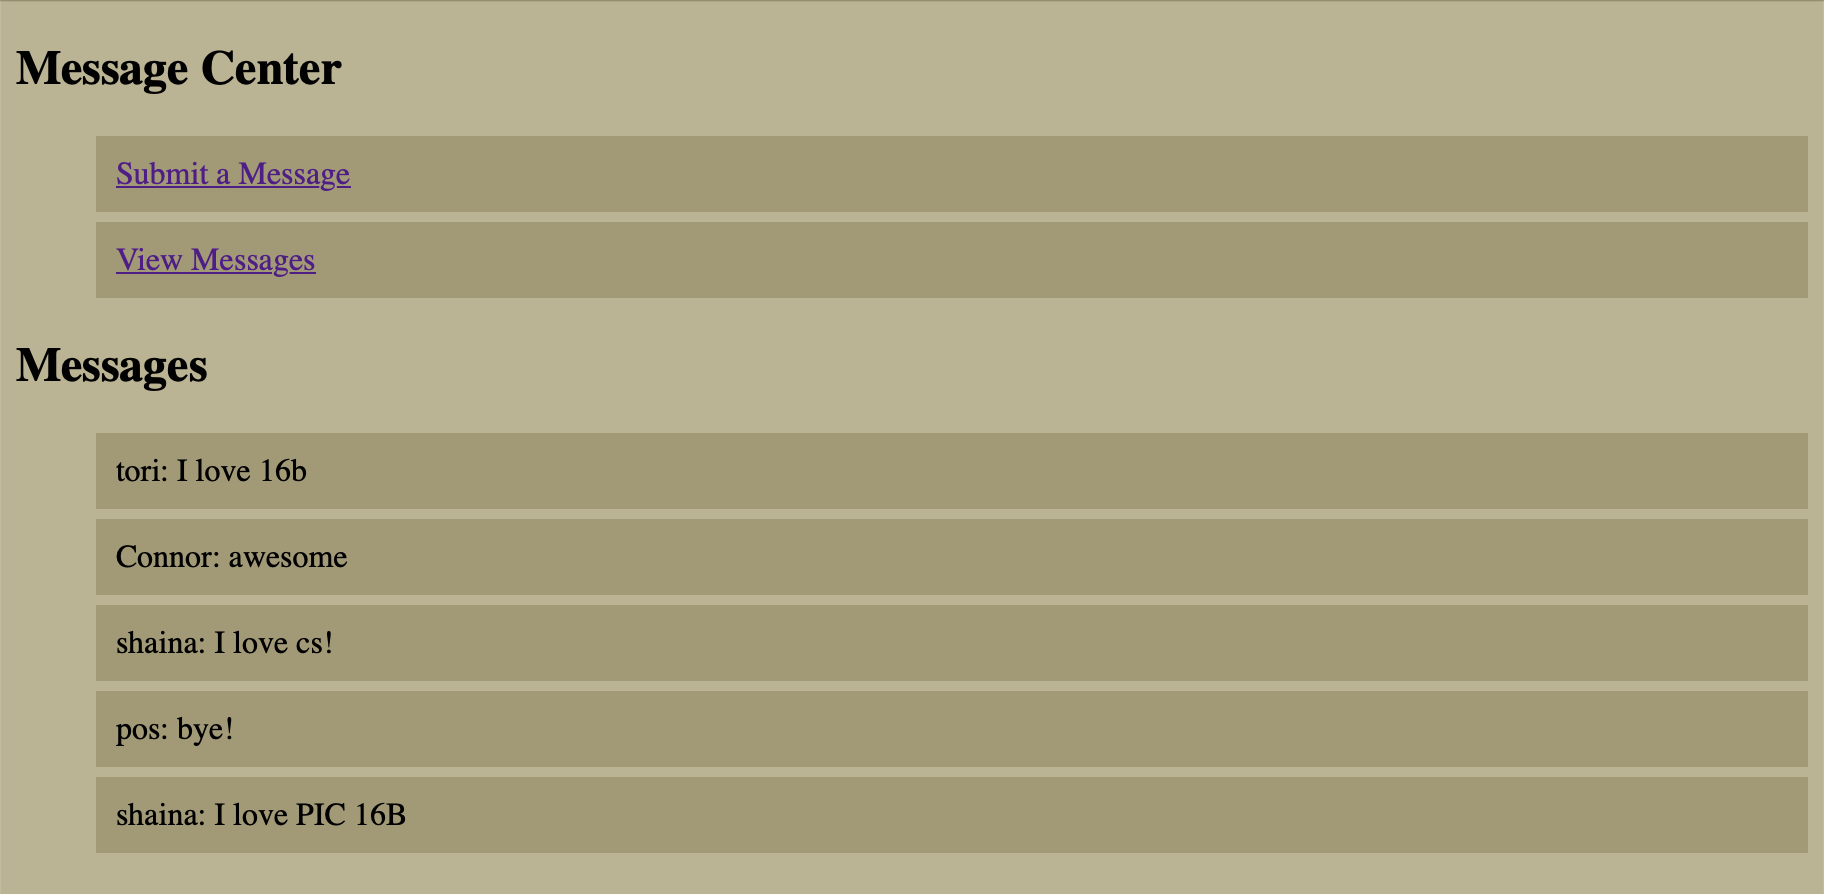 Message Center
Submit a Message
View Messages
Messages
tori: I love 16b
Connor: awesome
shaina: I love cs!
pos: bye!
shaina: I love PIC 16B